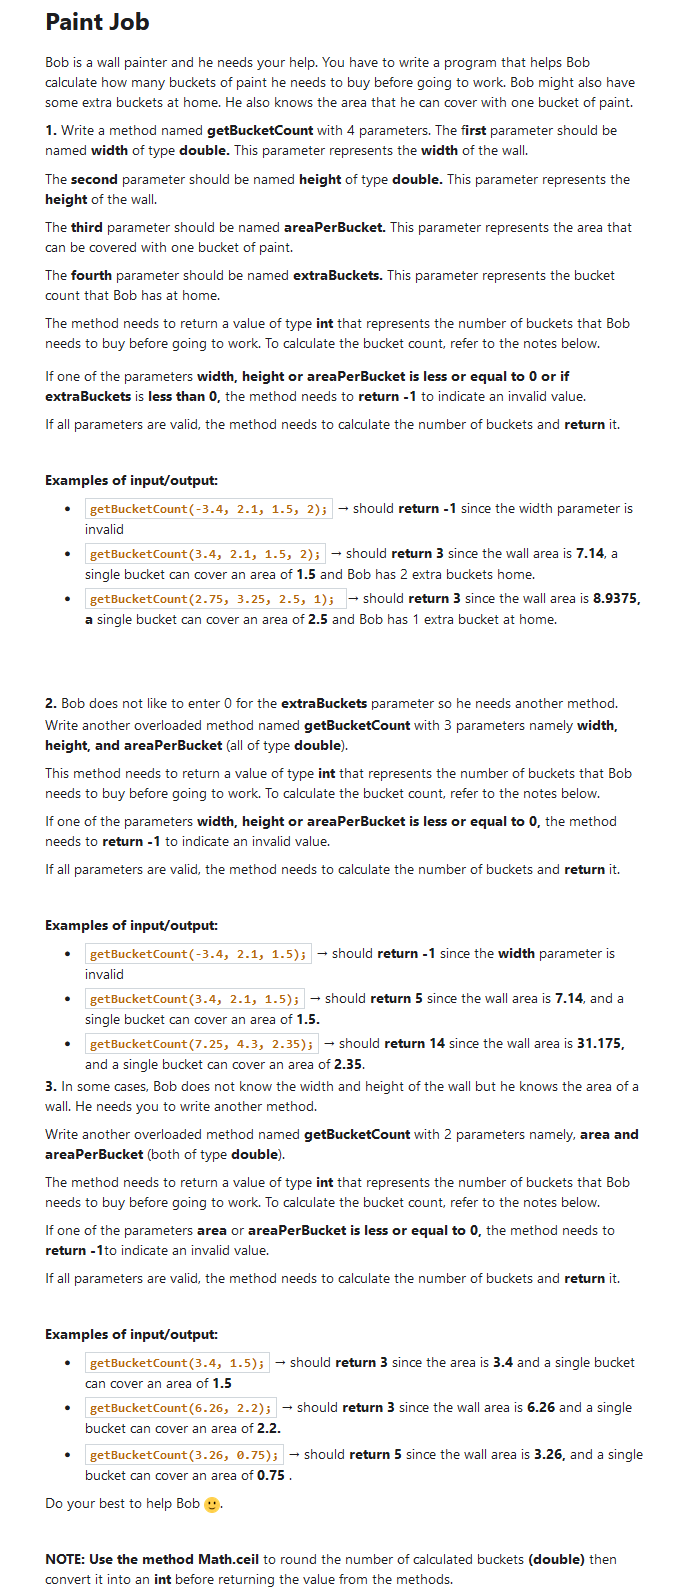 Paint Job
Bob is a wall painter and he needs your help. You have to write a program that helps Bob
calculate how many buckets of paint he needs to buy before going to work. Bob might also have
some extra buckets at home. He also knows the area that he can cover with one bucket of paint.
1. Write a method named getBucketCount with 4 parameters. The first parameter should be
named width of type double. This parameter represents the width of the wall.
The second parameter should be named height of type double. This parameter represents the
height of the wall.
The third parameter should be named areaPerBucket. This parameter represents the area that
can be covered with one bucket of paint.
The fourth parameter should be named extraBuckets. This parameter represents the bucket
count that Bob has at home.
The method needs to return a value of type int that represents the number of buckets that Bob
needs to buy before going to work. To calculate the bucket count, refer to the notes below.
If one of the parameters width, height or areaPerBucket is less or equal to 0 or if
extraBuckets is less than 0, the method needs to return -1 to indicate an invalid value.
If all parameters are valid, the method needs to calculate the number of buckets and return it.
Examples of input/output:
• getBucketCount(-3.4, 2.1, 1.5, 2); → should return -1 since the width parameter is
invalid
• getBucketCount(3.4, 2.1, 1.5, 2); → should return 3 since the wall area is 7.14, a
single bucket can cover an area of 1.5 and Bob has 2 extra buckets home.
• getBucketCount(2.75, 3.25, 2.5, 1); → should return 3 since the wall area is 8.9375,
a single bucket can cover an area of 2.5 and Bob has 1 extra bucket at home.
2. Bob does not like to enter 0 for the extraBuckets parameter so he needs another method.
Write another overloaded method named getBucketCount with 3 parameters namely width,
height, and areaPerBucket (all of type double).
This method needs to return a value of type int that represents the number of buckets that Bob
needs to buy before going to work. To calculate the bucket count, refer to the notes below.
If one of the parameters width, height or areaPerBucket is less or equal to 0, the method
needs to return -1 to indicate an invalid value.
If all parameters are valid, the method needs to calculate the number of buckets and return it.
Examples of input/output:
• getBucketCount(-3.4, 2.1, 1.5); → should return -1 since the width parameter is
invalid
• getBucketCount(3.4, 2.1, 1.5); → should return 5 since the wall area is 7.14, and a
single bucket can cover an area of 1.5.
• getBucketCount(7.25, 4.3, 2.35); → should return 14 since the wall area is 31.175,
and a single bucket can cover an area of 2.35.
3. In some cases, Bob does not know the width and height of the wall but he knows the area of a
wall. He needs you to write another method.
Write another overloaded method named getBucketCount with 2 parameters namely, area and
areaPerBucket (both of type double).
The method needs to return a value of type int that represents the number of buckets that Bob
needs to buy before going to work. To calculate the bucket count, refer to the notes below.
If one of the parameters area or areaPerBucket is less or equal to 0, the method needs to
return -1to indicate an invalid value.
If all parameters are valid, the method needs to calculate the number of buckets and return it.
Examples of input/output:
• getBucketCount(3.4, 1.5); → should return 3 since the area is 3.4 and a single bucket
can cover an area of 1.5
• getBucketCount(6.26, 2.2); → should return 3 since the wall area is 6.26 and a single
bucket can cover an area of 2.2.
• getBucketCount(3.26, 0.75); → should return 5 since the wall area is 3.26, and a single
bucket can cover an area of 0.75 .
Do your best to help Bob 🙂.
NOTE: Use the method Math.ceil to round the number of calculated buckets (double) then
convert it into an int before returning the value from the methods.